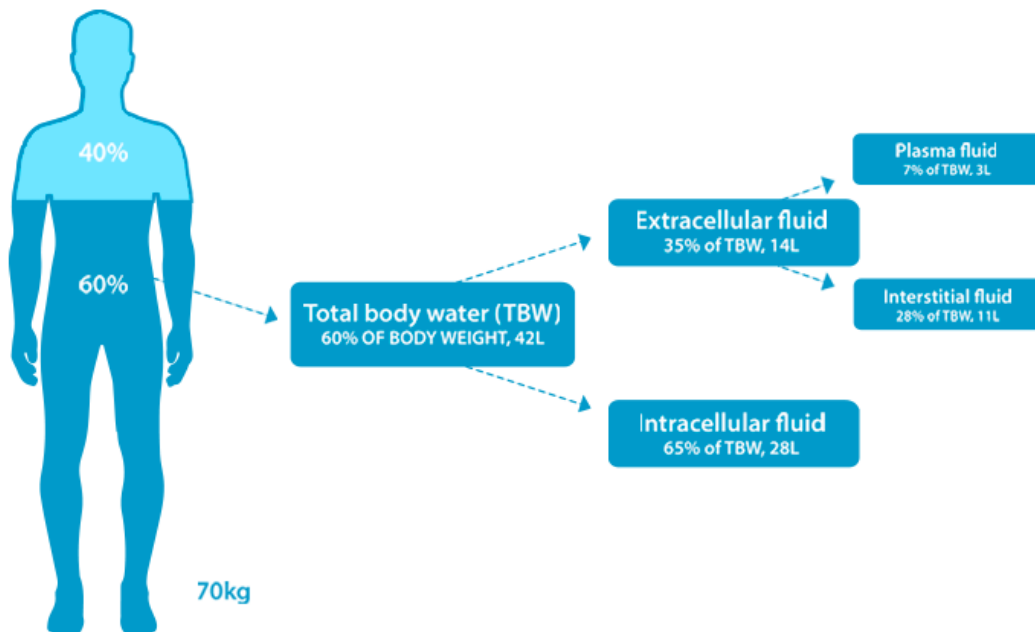 40%
60%
70kg
Total body water (TBW)
60% OF BODY WEIGHT, 42L
Extracellular fluid
35% of TBW, 14L
Intracellular fluid
65% of TBW, 28L
Plasma fluid
7% of TBW, 3L
Interstitial fluid
28% of TBW, 11L